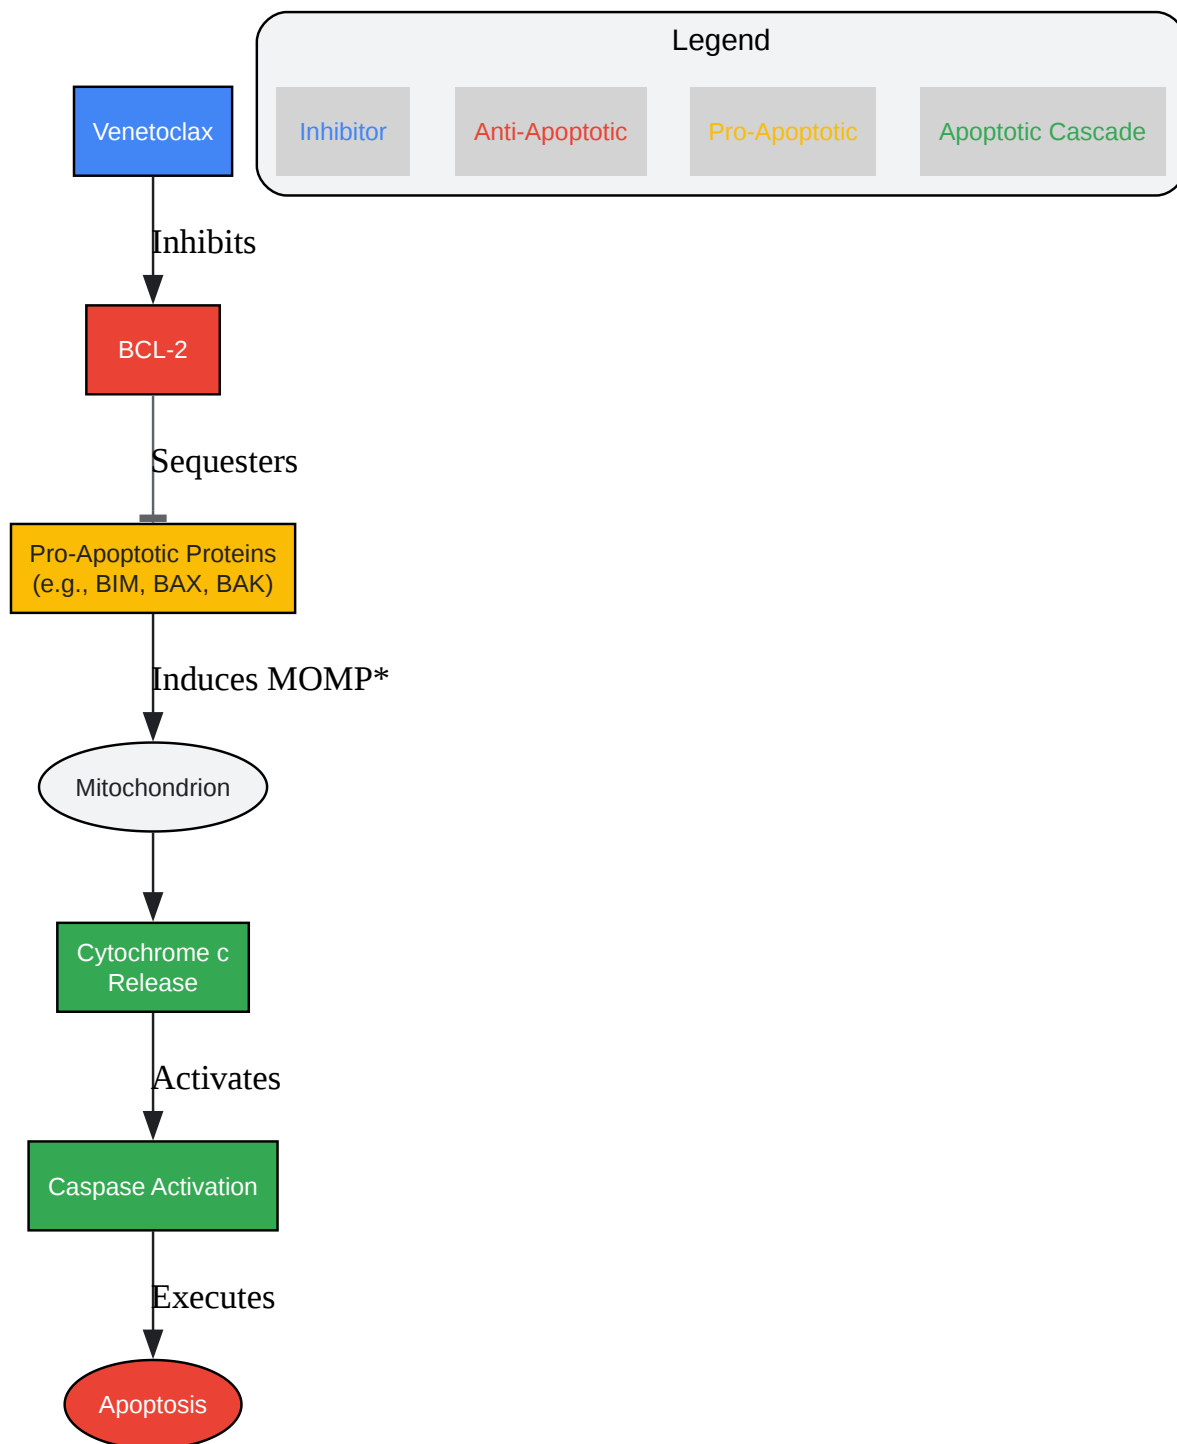 Legend
Venetoclax
Inhibitor
Anti-Apoptotic
Pro-Apoptotic
Apoptotic Cascade
Inhibits
BCL-2
Sequesters
Pro-Apoptotic Proteins
(e.g., BIM, BAX, BAK)
Induces MOMP*
Mitochondrion
Cytochrome c
Release
Activates
Caspase Activation
Executes
Apoptosis